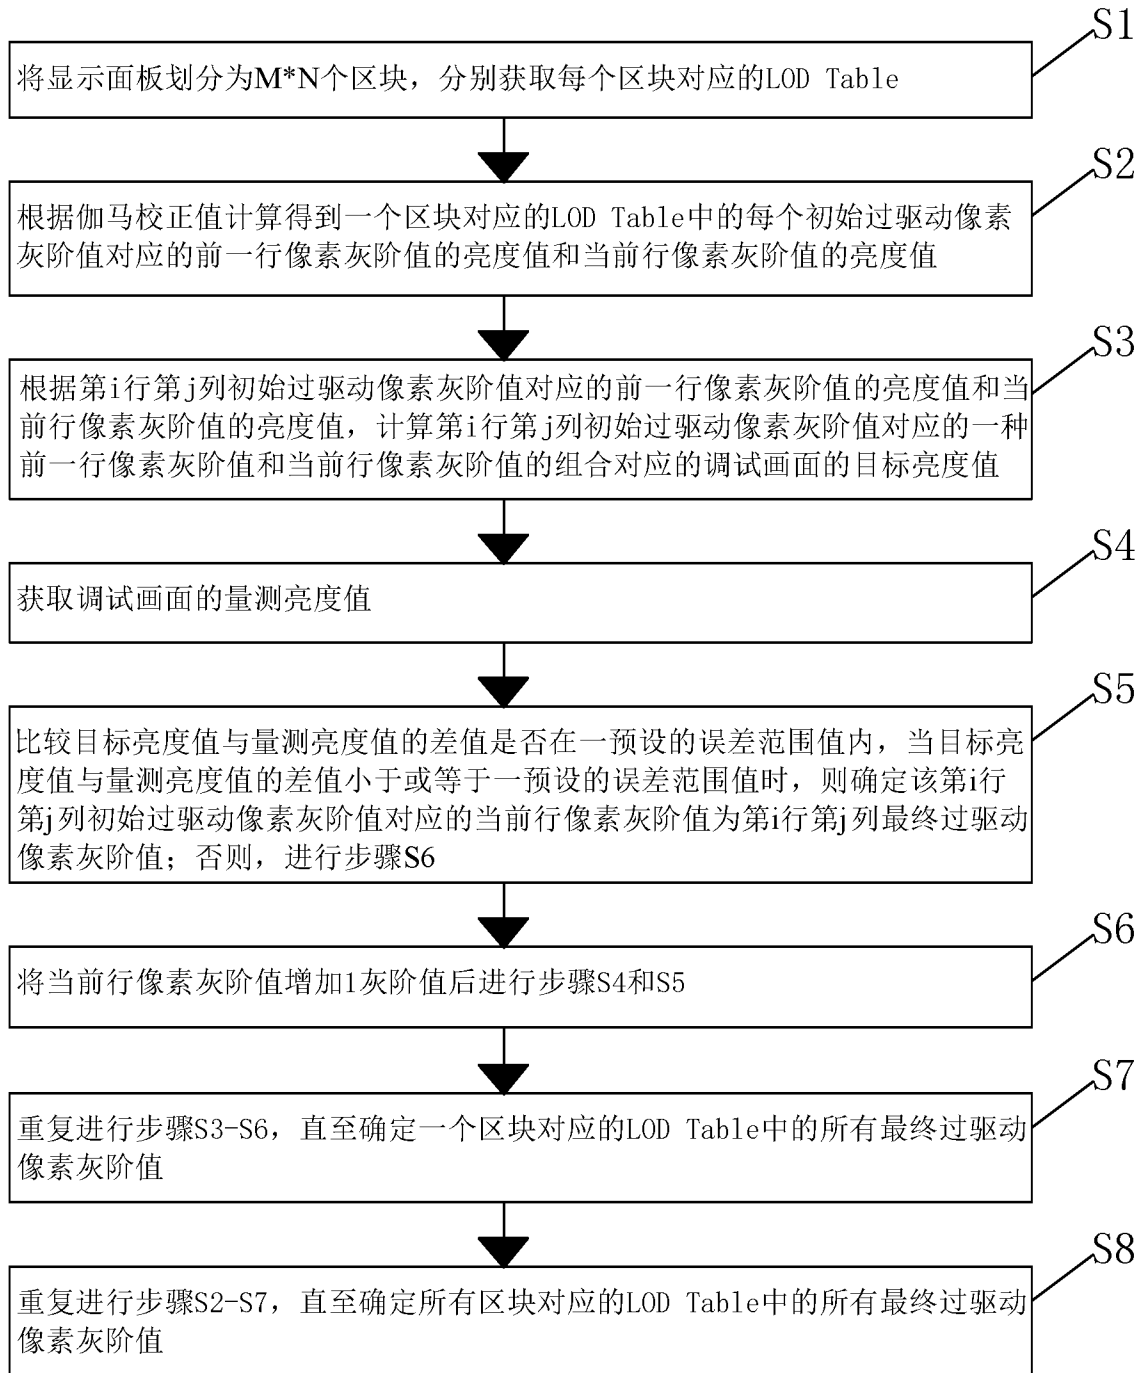 S1
将显示面板划分为M*N个区块，分别获取每个区块对应的LOD Table
S2
根据伽马校正值计算得到一个区块对应的LOD Table中的每个初始过驱动像素
灰阶值对应的前一行像素灰阶值的亮度值和当前行像素灰阶值的亮度值
S3
根据第i行第j列初始过驱动像素灰阶值对应的前一行像素灰阶值的亮度值和当
前行像素灰阶值的亮度值，计算第i行第j列初始过驱动像素灰阶值对应的一种
前一行像素灰阶值和当前行像素灰阶值的组合对应的调试画面的目标亮度值
S4
获取调试画面的量测亮度值
S5
比较目标亮度值与量测亮度值的差值是否在一预设的误差范围值内，当目标亮
度值与量测亮度值的差值小于或等于一预设的误差范围值时，则确定该第i行
第j列初始过驱动像素灰阶值对应的当前行像素灰阶值为第i行第j列最终过驱动
像素灰阶值；否则，进行步骤S6
S6
将当前行像素灰阶值增加1灰阶值后进行步骤S4和S5
S7
重复进行步骤S3-S6，直至确定一个区块对应的LOD Table中的所有最终过驱动
像素灰阶值
S8
重复进行步骤S2-S7，直至确定所有区块对应的LOD Table中的所有最终过驱动
像素灰阶值